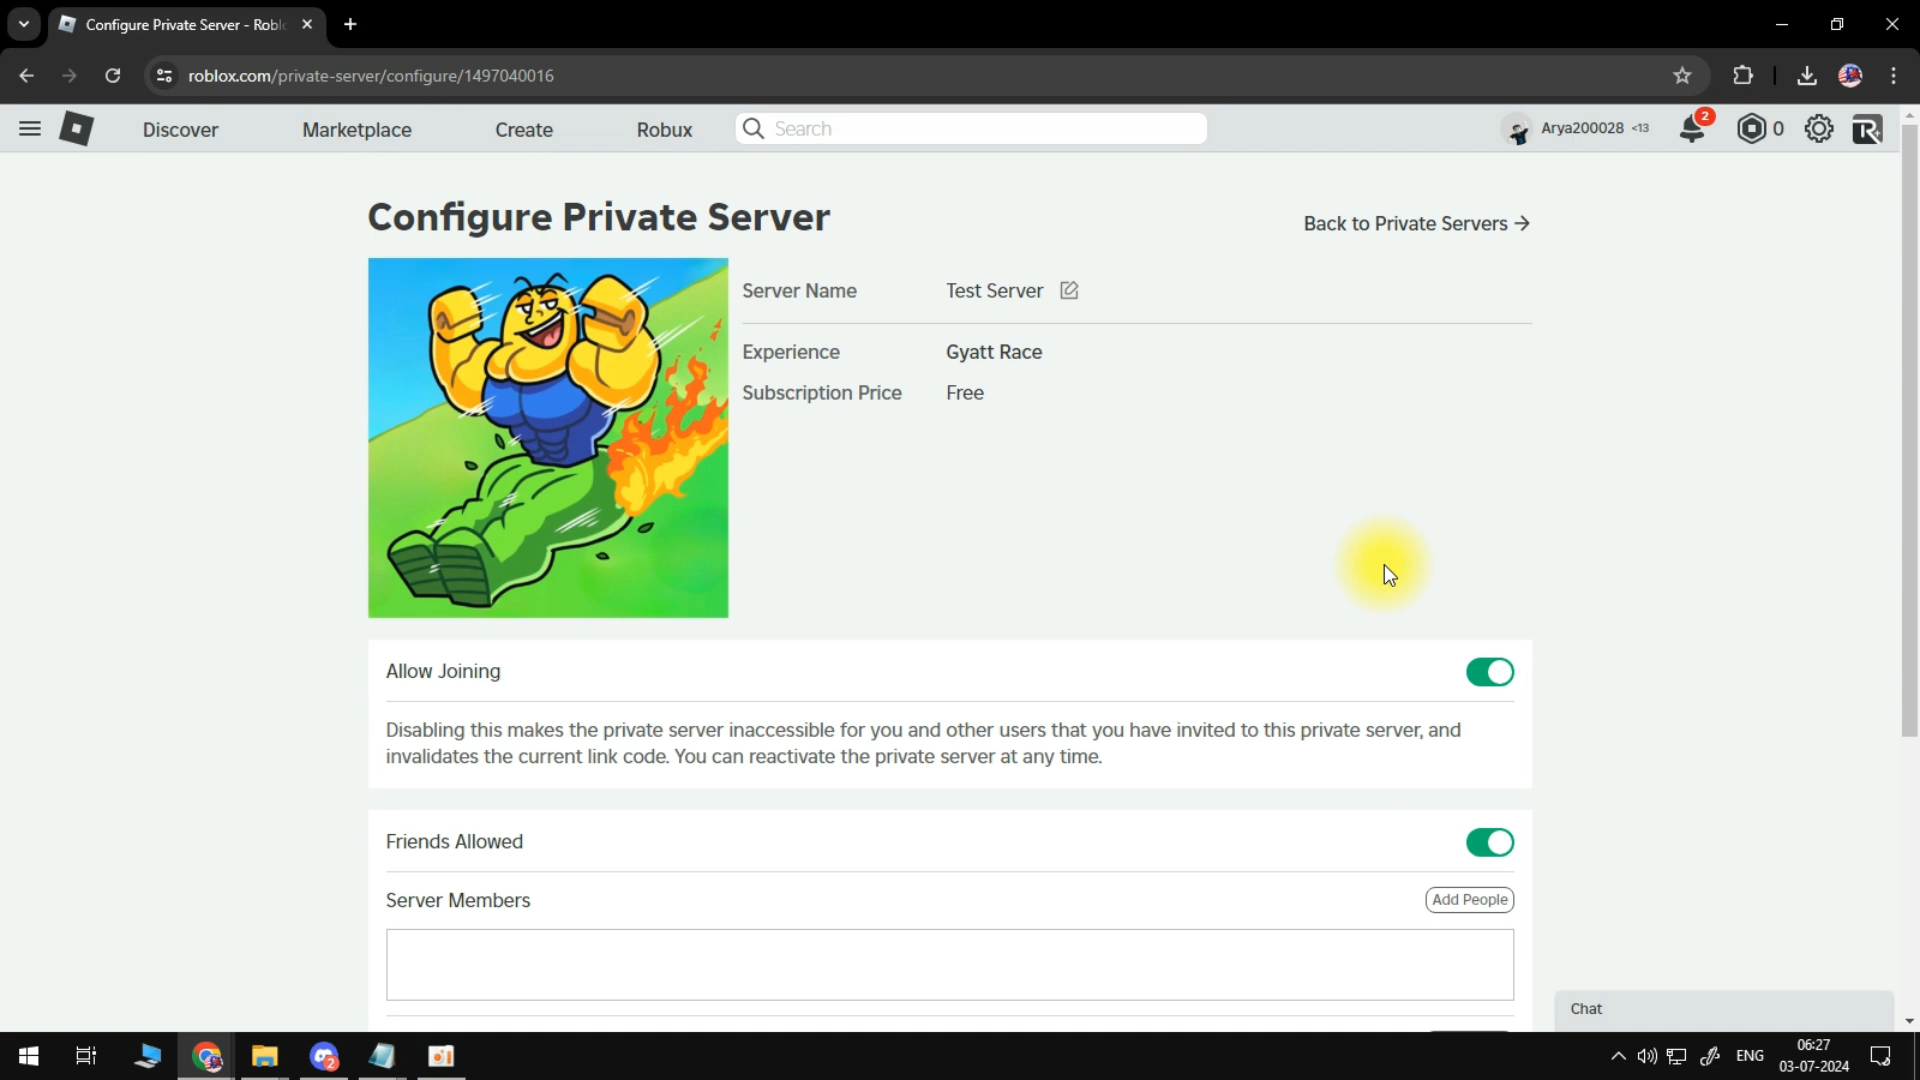 Configure Private Server - Robl
roblox.com/private-server/configure/1497040016
Discover
Marketplace
Create
Robux
Search
Arya200028 <13
2
0
Configure Private Server
Back to Private Servers →
Server Name
Test Server
Experience
Gyatt Race
Subscription Price
Free
Allow Joining
Disabling this makes the private server inaccessible for you and other users that you have invited to this private server, and
invalidates the current link code. You can reactivate the private server at any time.
Friends Allowed
Server Members
Add People
Chat
2
ENG
06:27
03-07-2024